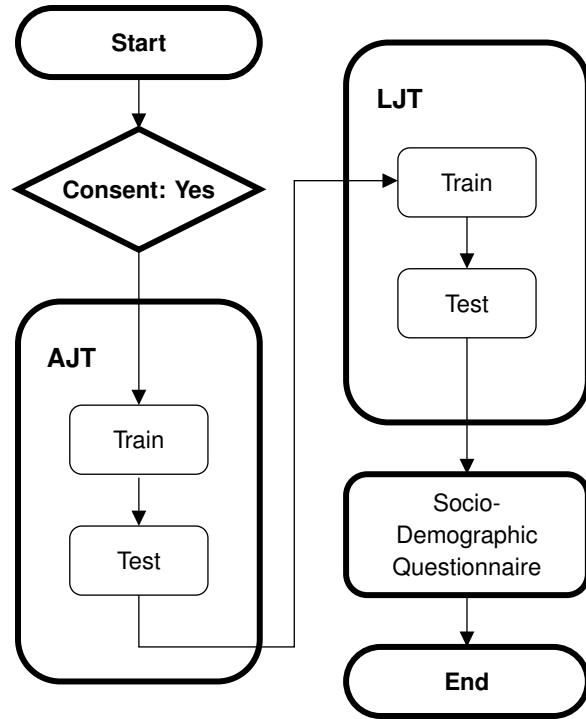 Start
Consent: Yes
AJT
Train
Test
LJT
Train
Test
Socio-
Demographic
Questionnaire
End